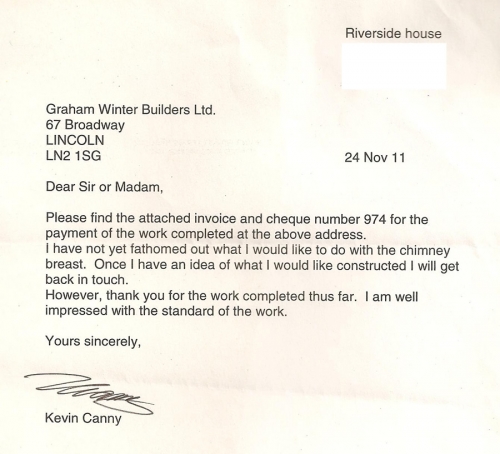 Riverside house
Graham Winter Builders Ltd.
67 Broadway
LINCOLN
LN2 1SG
24 Nov 11
Dear Sir or Madam,
Please find the attached invoice and cheque number 974 for the
payment of the work completed at the above address.
I have not yet fathomed out what I would like to do with the chimney
breast. Once I have an idea of what I would like constructed I will get
back in touch.
However, thank you for the work completed thus far. I am well
impressed with the standard of the work.
Yours sincerely,
Kevin Canny